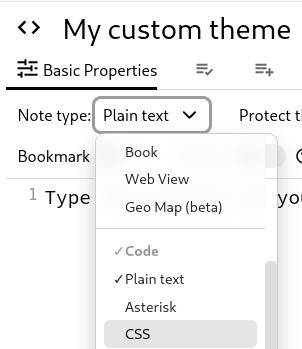 <> My custom theme
Basic Properties
Note type: Plain text Protect
Bookmark
Book
Web View
Geo Map (beta)
✓Code
✓Plain text
Asterisk
CSS
1 Type